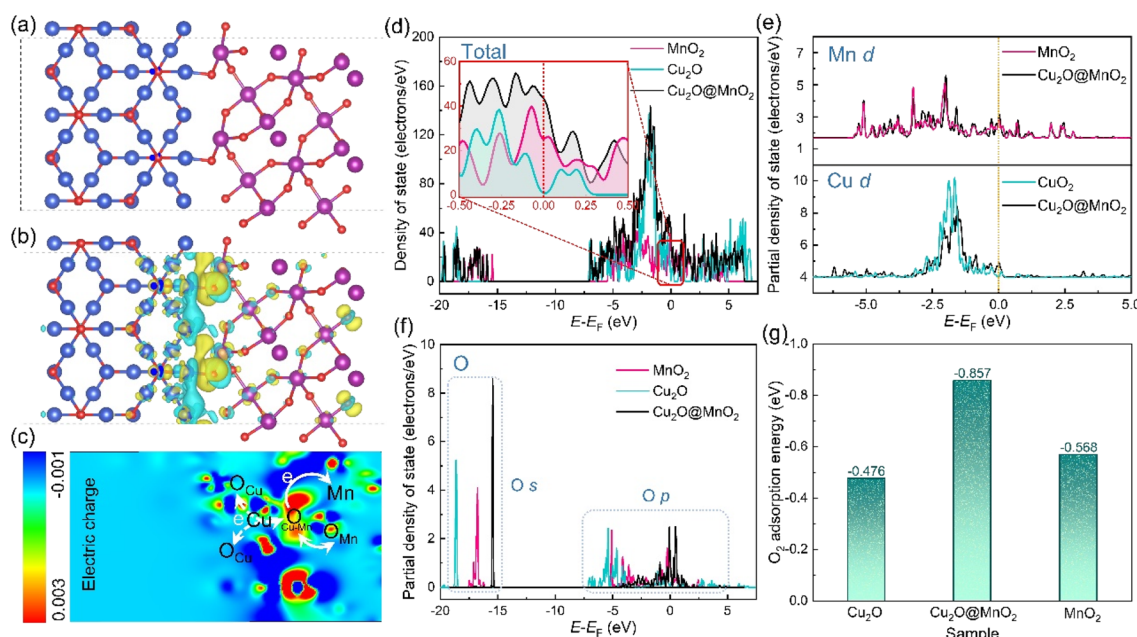 (a)
(b)
(c)
-0.001
0.003
Electric charge
O_Cu
e
Mn
Cu
O_Cu-Mn
e
O_Mn
O_Cu
(d)
Total
MnO₂
Cu₂O
Cu₂O@MnO₂
Density of state (electrons/eV)
200
160
120
80
40
0
60
40
20
0
-0.50 -0.25 0.00 0.25 0.50
-20 -15 -10 -5 0 5
E-E_F (eV)
(e)
Mn d
MnO₂
Cu₂O@MnO₂
7
5
3
1
Cu d
CuO₂
Cu₂O@MnO₂
10
8
6
4
Partial density of state (electrons/eV)
-5.0 -2.5 0.0 2.5 5.0
E-E_F (eV)
(f)
O
MnO₂
Cu₂O
Cu₂O@MnO₂
O s
O p
Partial density of state (electrons/eV)
10
8
6
4
2
0
-20 -15 -10 -5 0 5
E-E_F (eV)
(g)
O₂ adsorption energy (eV)
-1.0
-0.8
-0.6
-0.4
-0.2
0.0
-0.476
-0.857
-0.568
Cu₂O Cu₂O@MnO₂ MnO₂
Sample